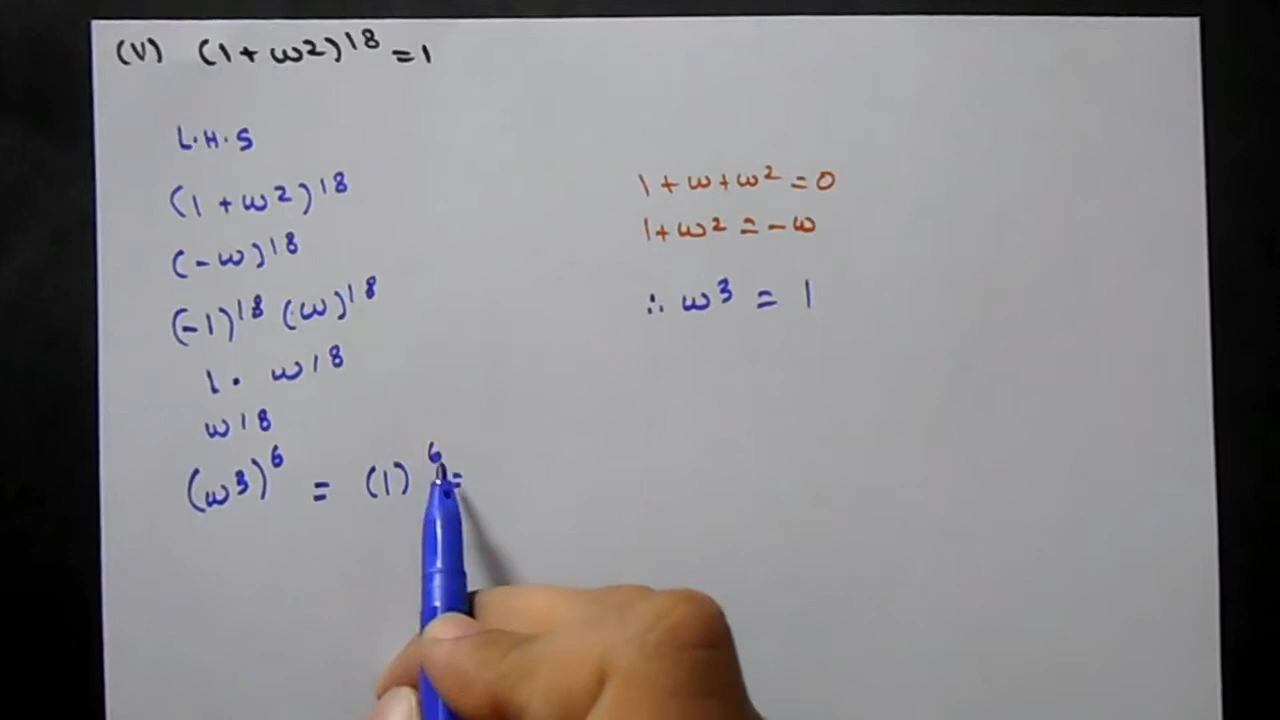 (V) (1+ω2)18=1
L.H.S
(1+ω2)18
(-ω)18
(-1)18 (ω)18
1. ω18
ω18
(ω3)6 = (1)6=
1+ω+ω2=0
1+ω2=-ω
∴ ω3 = 1